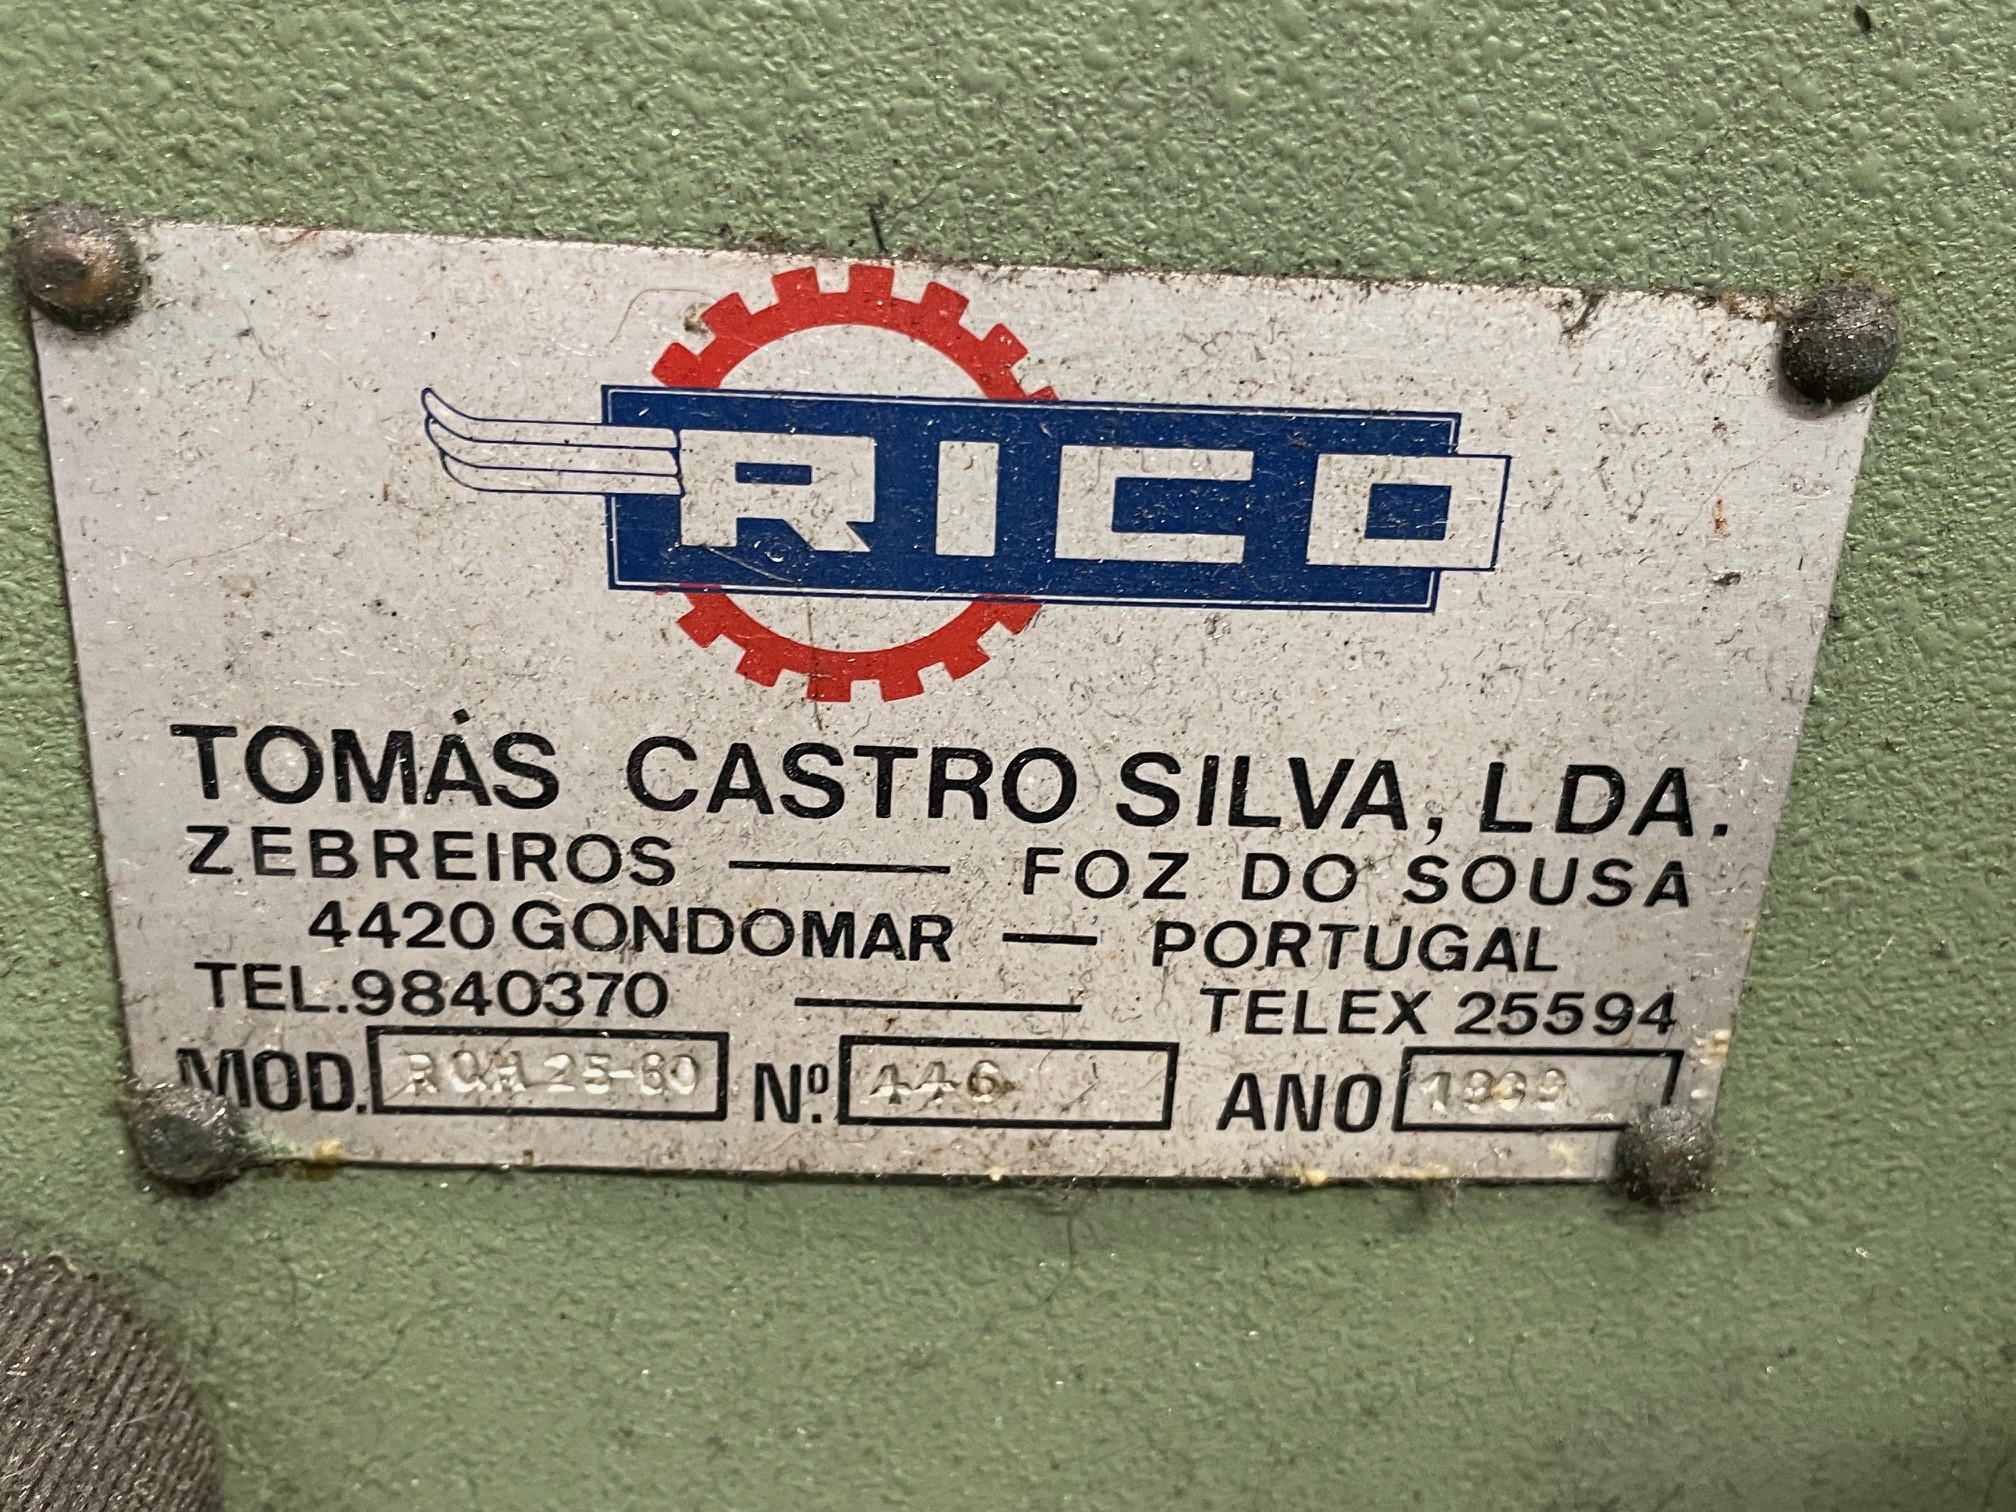 RICO
TOMÁS CASTRO SILVA, LDA.
ZEBREIROS — FOZ DO SOUSA
4420 GONDOMAR — PORTUGAL
TEL.9840370 — TELEX 25594
MOD. Nº. 446 ANO